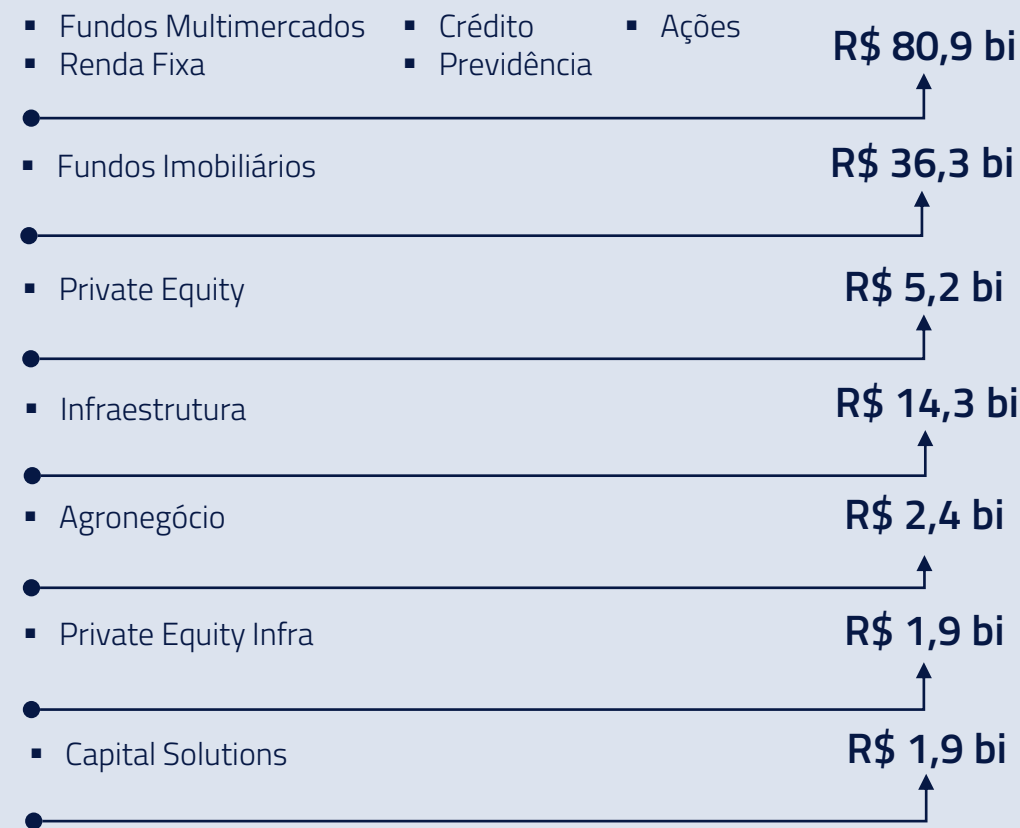 ▪ Fundos Multimercados ▪ Crédito ▪ Ações
▪ Renda Fixa ▪ Previdência
R$ 80,9 bi
▪ Fundos Imobiliários R$ 36,3 bi
▪ Private Equity R$ 5,2 bi
▪ Infraestrutura R$ 14,3 bi
▪ Agronegócio R$ 2,4 bi
▪ Private Equity Infra R$ 1,9 bi
▪ Capital Solutions R$ 1,9 bi